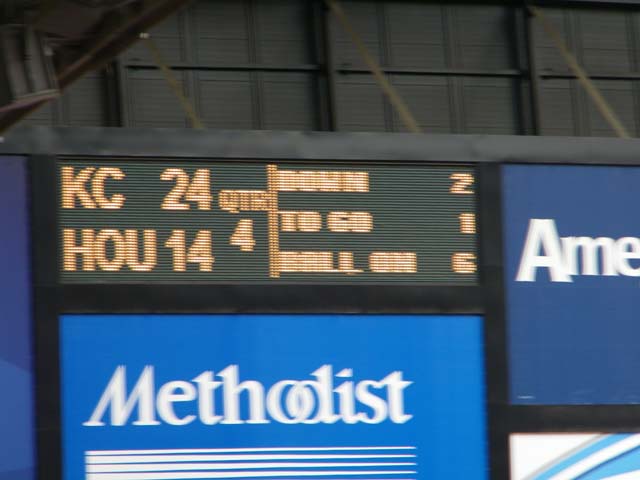 KC 24
HOU 14
QTR
4
DOWN 2
TO GO 1
BALL ON 6
Methodist
Ame